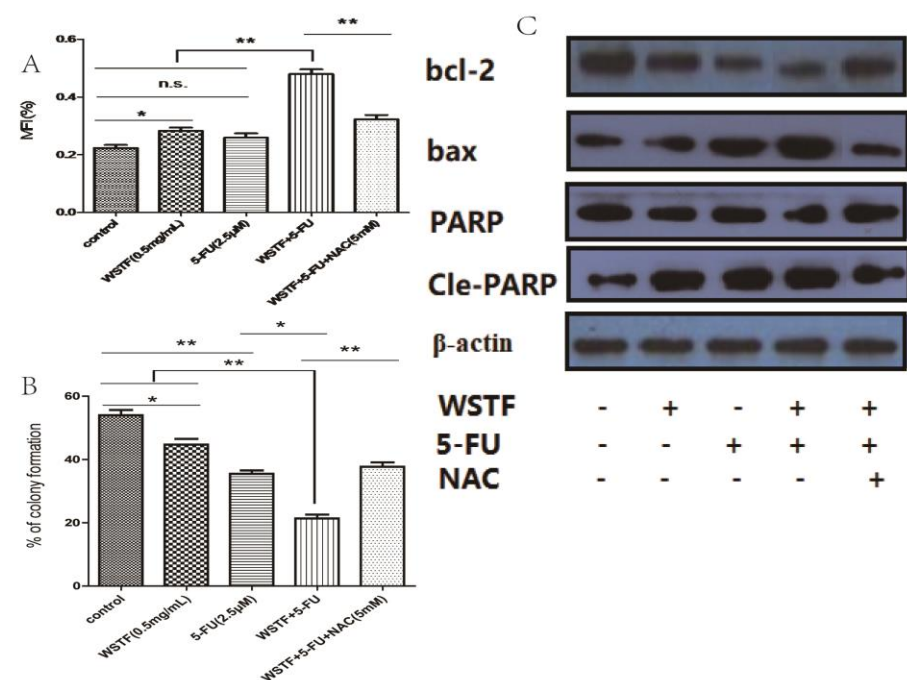 A
MFI(%)
0.6
0.4
0.2
0.0
**
**
n.s.
*
control
WSTF(0.5mg/mL)
5-FU(2.5μM)
WSTF+5-FU
WSTF+5-FU+NAC(5mM)
B
% of colony formation
60
40
20
0
*
**
**
**
*
control
WSTF(0.5mg/mL)
5-FU(2.5μM)
WSTF+5-FU
WSTF+5-FU+NAC(5mM)
C
bcl-2
bax
PARP
Cle-PARP
β-actin
WSTF - + - + +
5-FU - - + + +
NAC - - - - +